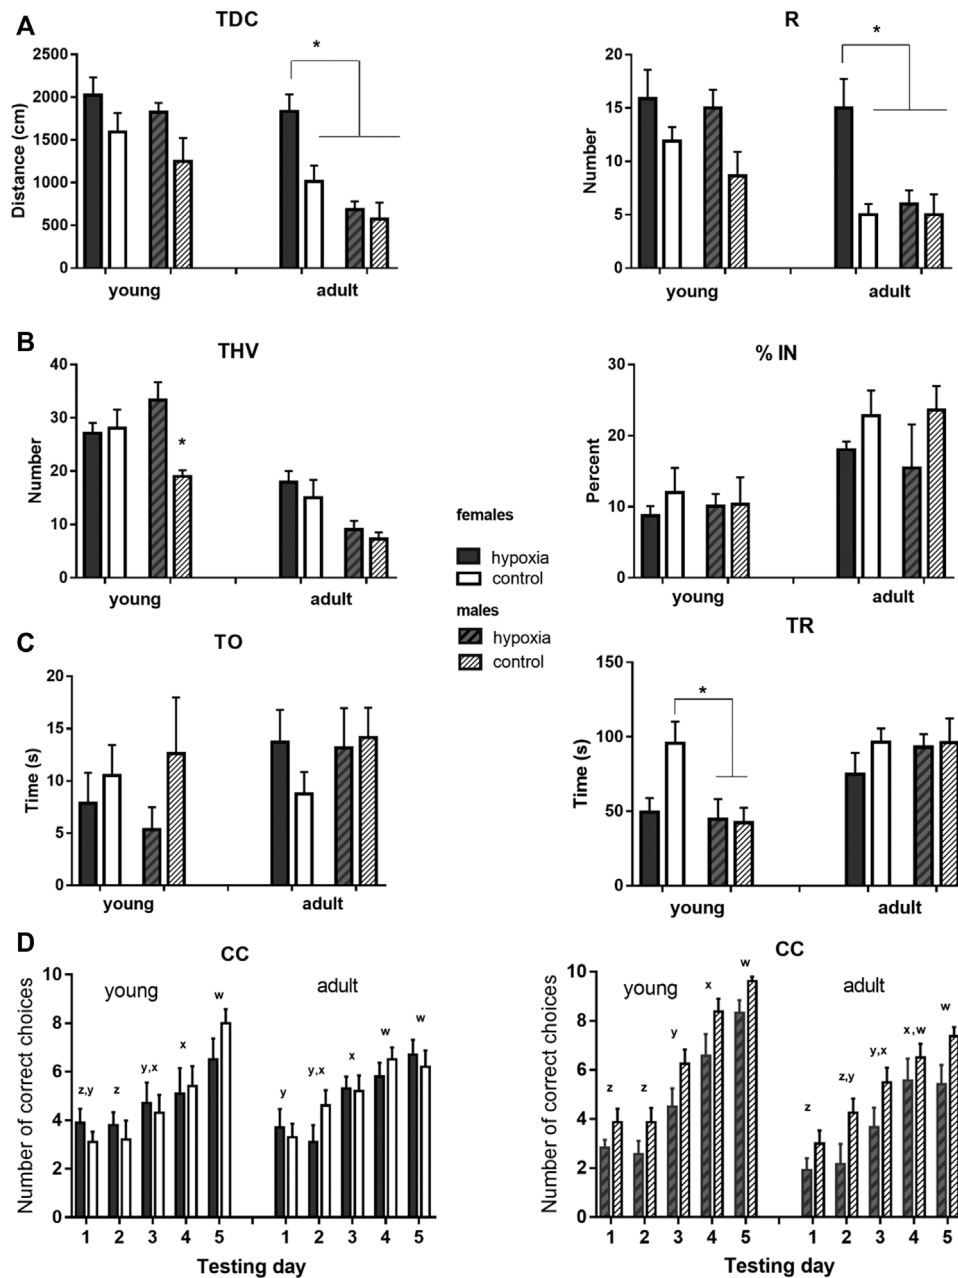 A
TDC
Distance (cm)
2500
2000
1500
1000
500
0
*
young
adult
R
Number
20
15
10
5
0
*
young
adult
B
THV
Number
40
30
20
10
0
*
young
adult
% IN
Percent
30
20
10
0
young
adult
females
hypoxia
control
males
hypoxia
control
C
TO
Time (s)
20
15
10
5
0
young
adult
TR
Time (s)
150
100
50
0
*
young
adult
D
CC
Number of correct choices
10
8
6
4
2
0
young
adult
z,y
z
y,x
x
w
y
y,x
x
w
w
1 2 3 4 5 1 2 3 4 5
Testing day
CC
Number of correct choices
10
8
6
4
2
0
young
adult
z
z
y
x
w
z
z,y
y,x
x,w
w
1 2 3 4 5 1 2 3 4 5
Testing day